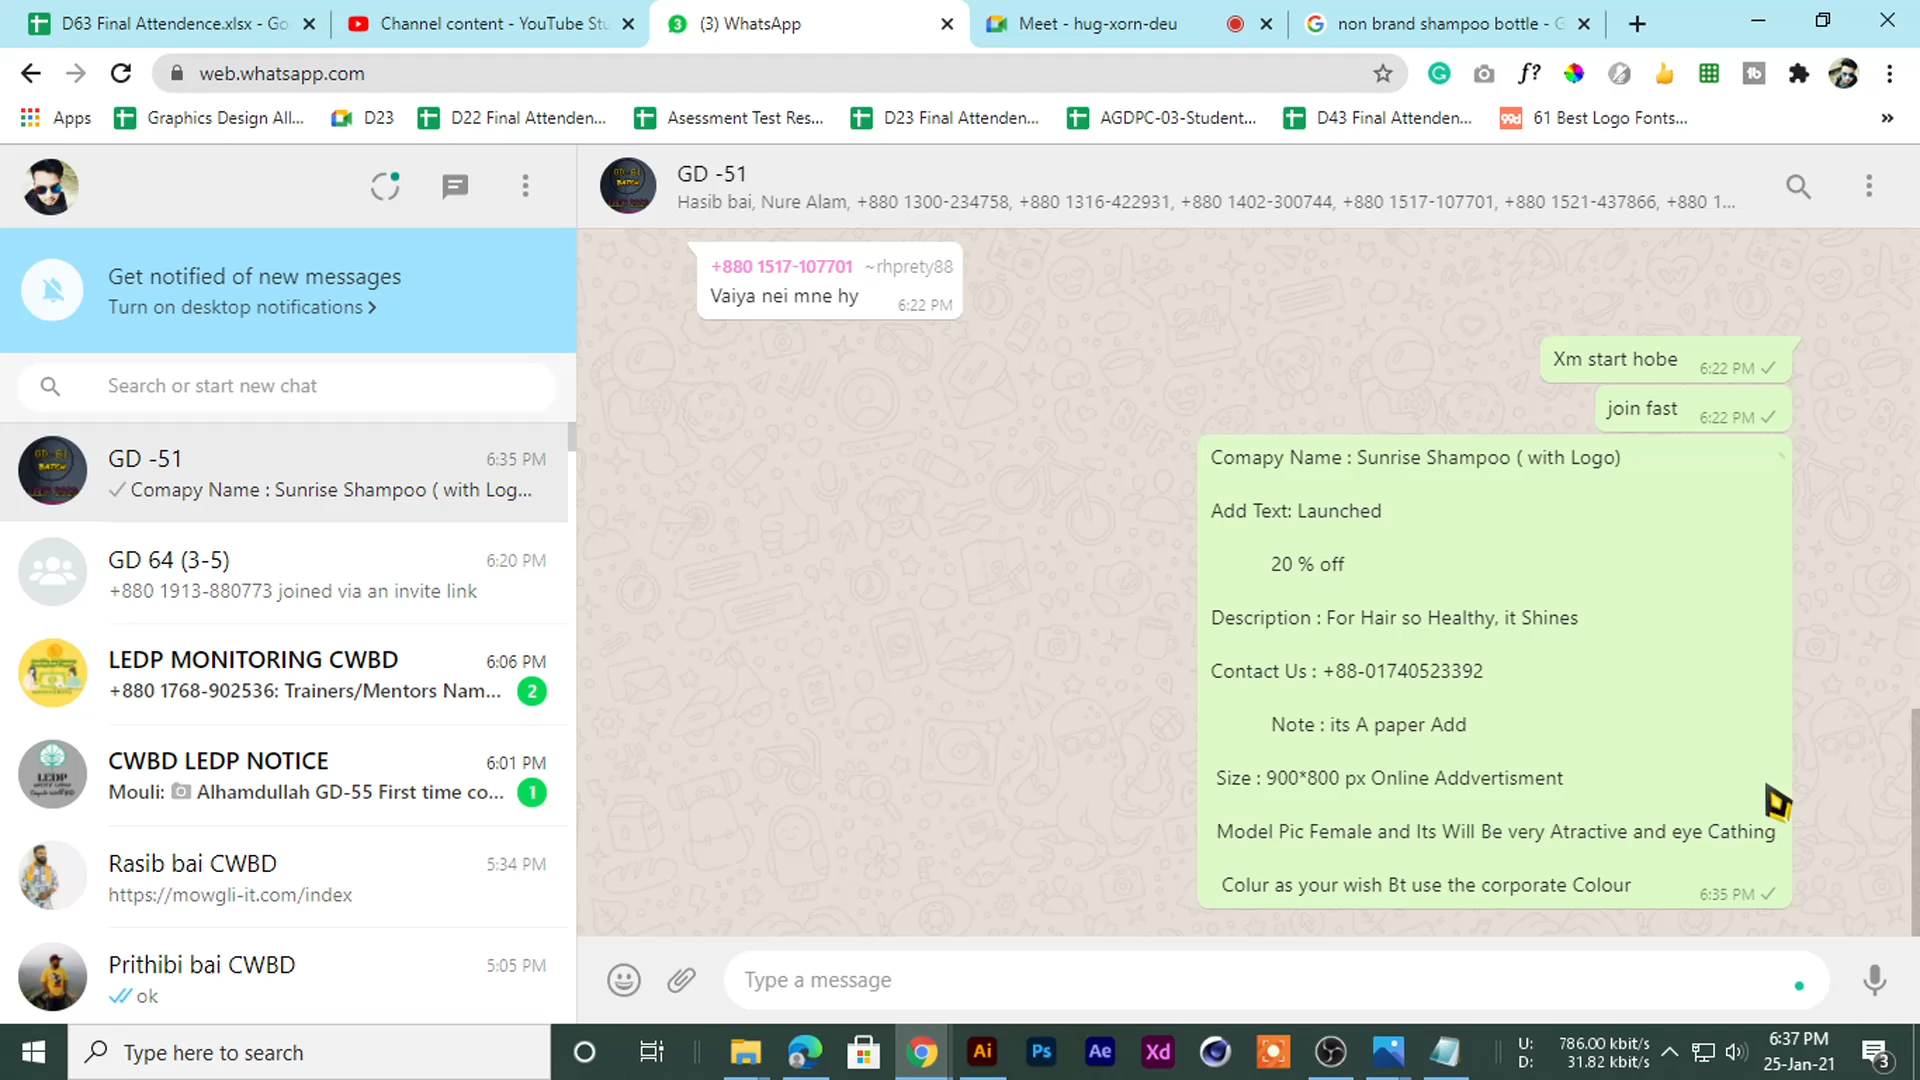 D63 Final Attendence.xlsx - Go
Channel content - YouTube Stu
(3) WhatsApp
Meet - hug-xorn-deu
non brand shampoo bottle - G
web.whatsapp.com
Apps
Graphics Design All...
D23
D22 Final Attenden...
Asessment Test Res...
D23 Final Attenden...
AGDPC-03-Student...
D43 Final Attenden...
61 Best Logo Fonts...
GD -51
Hasib bai, Nure Alam, +880 1300-234758, +880 1316-422931, +880 1402-300744, +880 1517-107701, +880 1521-437866, +880 1...
Get notified of new messages
Turn on desktop notifications
Search or start new chat
GD -51
6:35 PM
Comapy Name : Sunrise Shampoo ( with Log...
GD 64 (3-5)
6:20 PM
+880 1913-880773 joined via an invite link
LEDP MONITORING CWBD
6:06 PM
+880 1768-902536: Trainers/Mentors Nam...
2
CWBD LEDP NOTICE
6:01 PM
Mouli: Alhamdullah GD-55 First time co...
1
Rasib bai CWBD
5:34 PM
https://mowgli-it.com/index
Prithibi bai CWBD
5:05 PM
ok
+880 1517-107701 ~rhprety88
Vaiya nei mne hy
6:22 PM
Xm start hobe
6:22 PM
join fast
6:22 PM
Comapy Name : Sunrise Shampoo ( with Logo)
Add Text: Launched
20 % off
Description : For Hair so Healthy, it Shines
Contact Us : +88-01740523392
Note : its A paper Add
Size : 900*800 px Online Addvertisment
Model Pic Female and Its Will Be very Atractive and eye Cathing
Colur as your wish Bt use the corporate Colour
6:35 PM
Type a message
Type here to search
Ai
Ps
Ae
Xd
U: 786.00 kbit/s
D: 31.82 kbit/s
6:37 PM
25-Jan-21
3